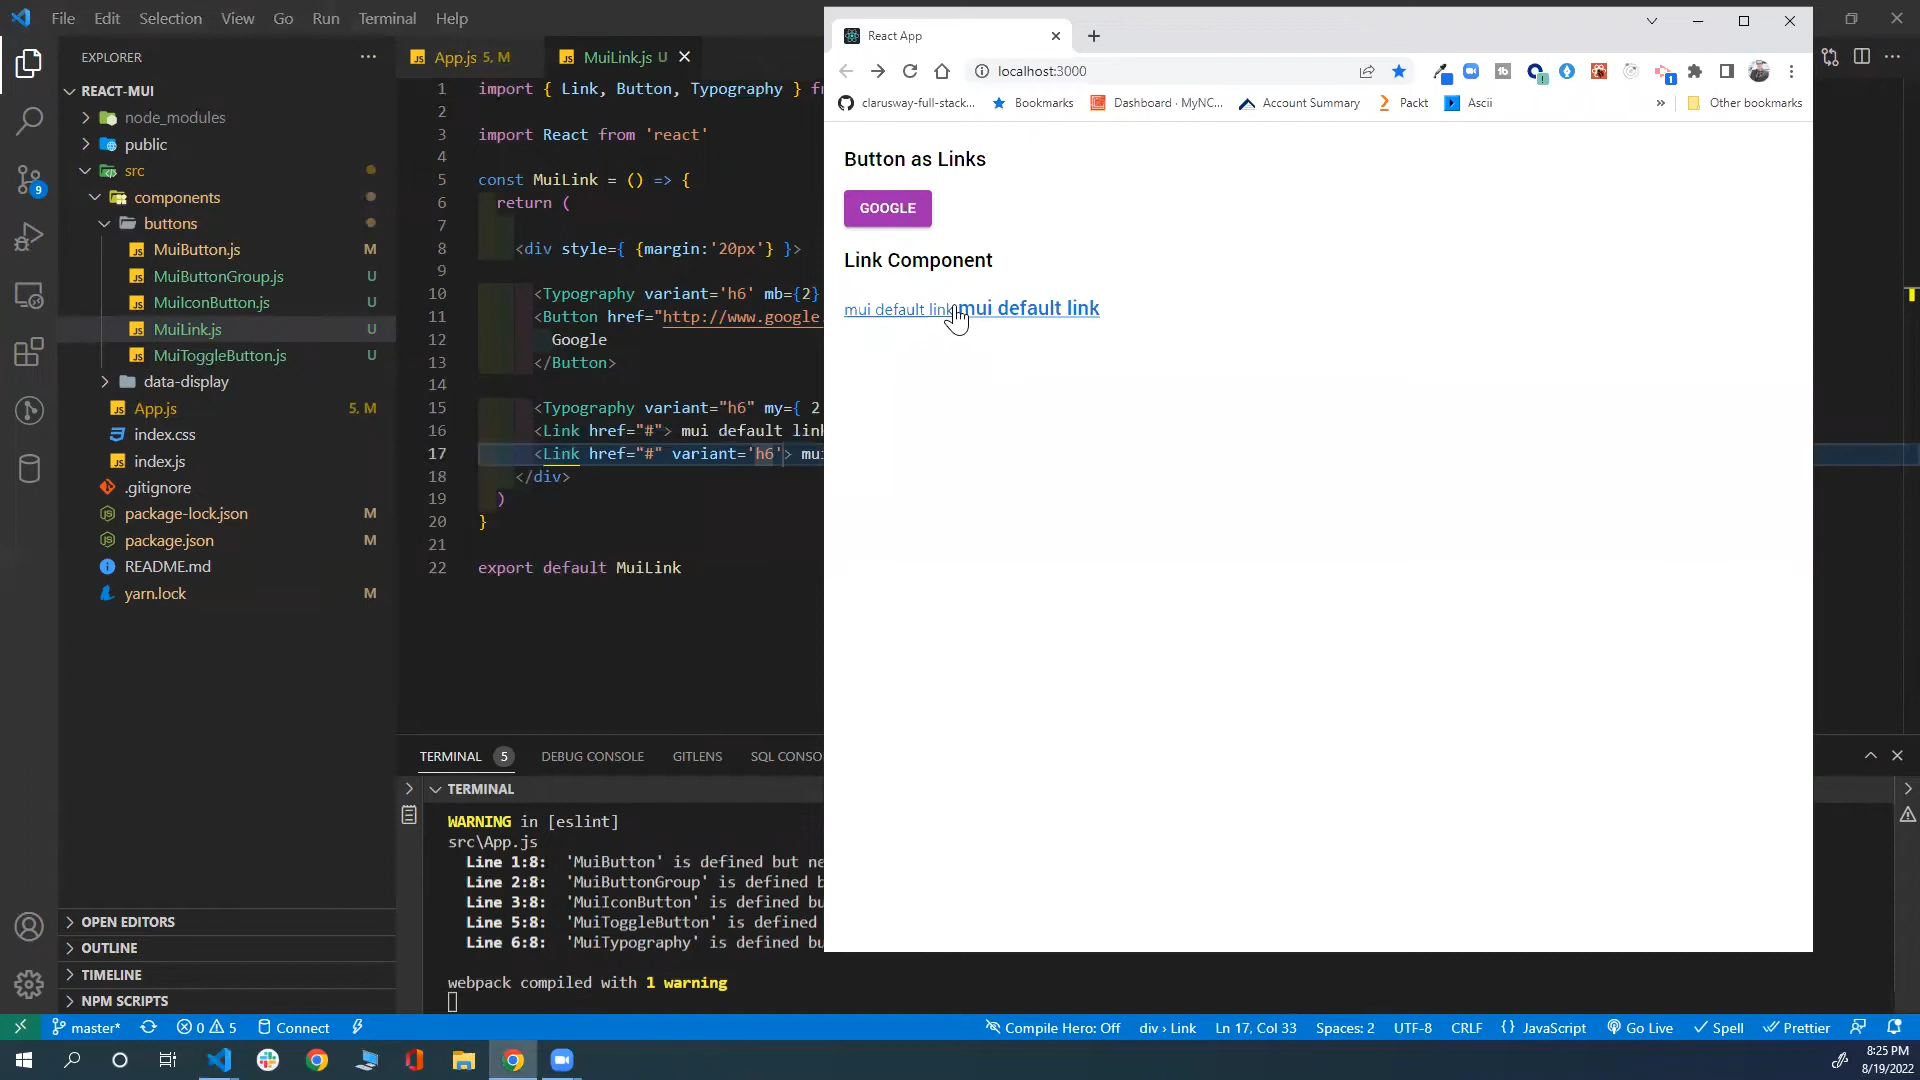 File Edit Selection View Go Run Terminal Help
EXPLORER
REACT-MUI
node_modules
public
src
components
buttons
MuiButton.js M
MuiButtonGroup.js U
MuiIconButton.js U
MuiLink.js U
MuiToggleButton.js U
data-display
App.js 5, M
index.css
index.js
.gitignore
package-lock.json M
package.json M
README.md
yarn.lock M
OPEN EDITORS
OUTLINE
TIMELINE
NPM SCRIPTS
9
App.js 5, M
MuiLink.js U
1 import { Link, Button, Typography }
2
3 import React from 'react'
4
5 const MuiLink = () => {
6 return (
7
8 <div style={ {margin:'20px'} }>
9
10 <Typography variant='h6' mb={2}
11 <Button href="http://www.google.
12 Google
13 </Button>
14
15 <Typography variant="h6" my={ 2
16 <Link href="#"> mui default link
17 <Link href="#" variant='h6'> mu
18 </div>
19 )
20 }
21
22 export default MuiLink
TERMINAL 5 DEBUG CONSOLE GITLENS SQL CONSO
TERMINAL
WARNING in [eslint]
src\App.js
Line 1:8: 'MuiButton' is defined but ne
Line 2:8: 'MuiButtonGroup' is defined b
Line 3:8: 'MuiIconButton' is defined bu
Line 5:8: 'MuiToggleButton' is defined
Line 6:8: 'MuiTypography' is defined bu
webpack compiled with 1 warning
React App
localhost:3000
clarusway-full-stack... Bookmarks Dashboard · MyNC... Account Summary Packt Ascii » Other bookmarks
Button as Links
GOOGLE
Link Component
mui default link mui default link
master* 0 5 Connect Compile Hero: Off div › Link Ln 17, Col 33 Spaces: 2 UTF-8 CRLF {} JavaScript Go Live Spell Prettier
8:25 PM
8/19/2022